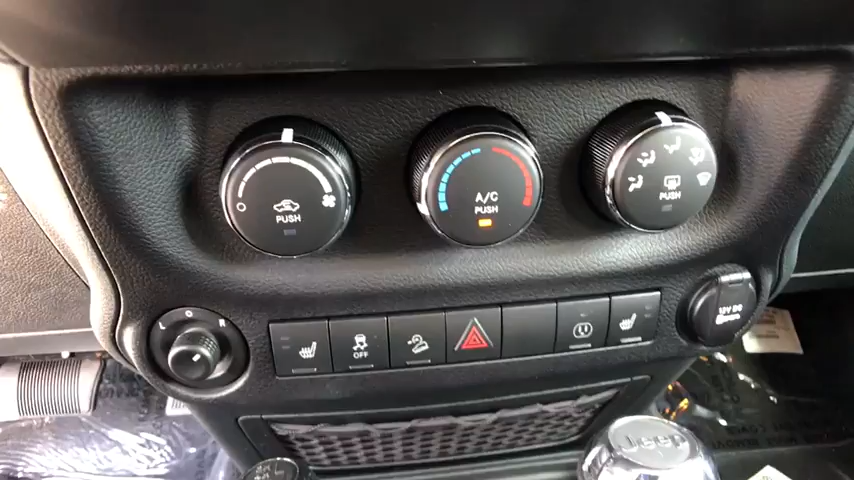 PUSH
A/C
PUSH
PUSH
L O R
OFF
12V DC
Jeep